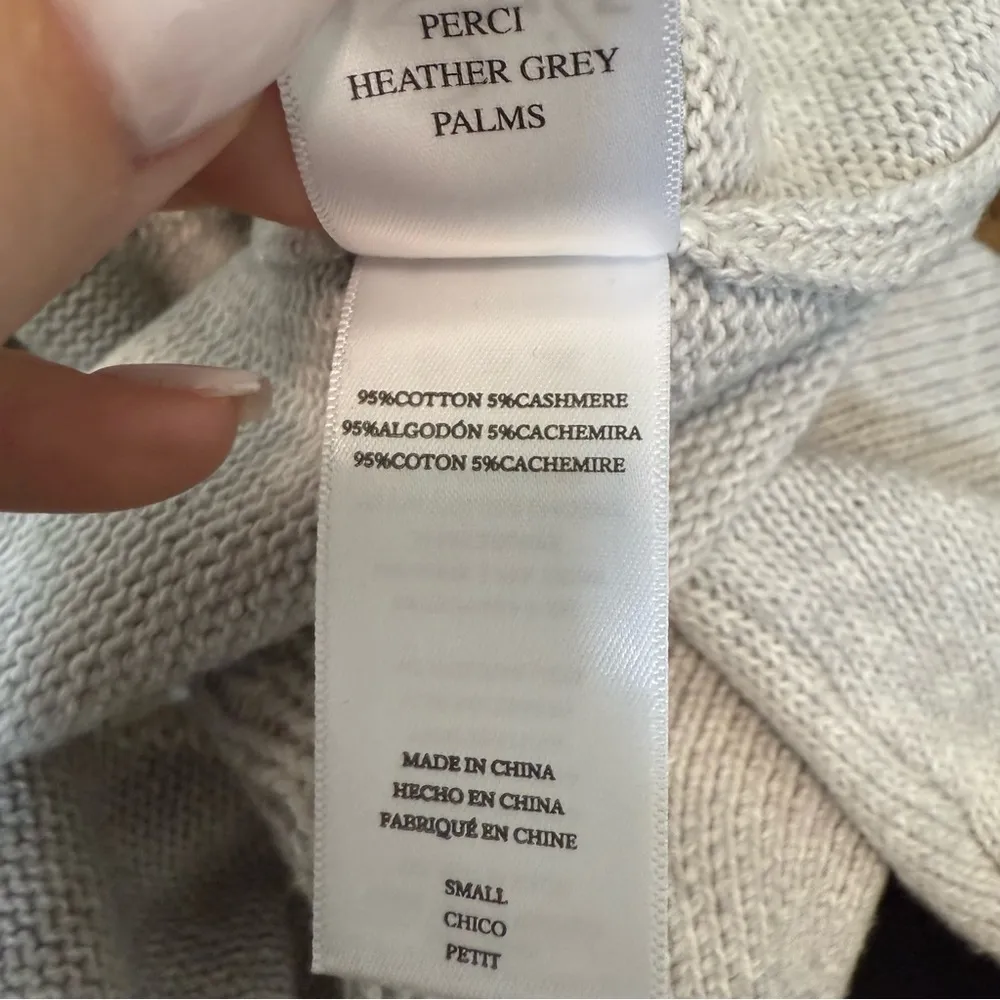 PERCI
HEATHER GREY
PALMS
95%COTTON 5%CASHMERE
95%ALGODÓN 5%CACHEMIRA
95%COTON 5%CACHEMIRE
MADE IN CHINA
HECHO EN CHINA
FABRIQUÉ EN CHINE
SMALL
CHICO
PETIT